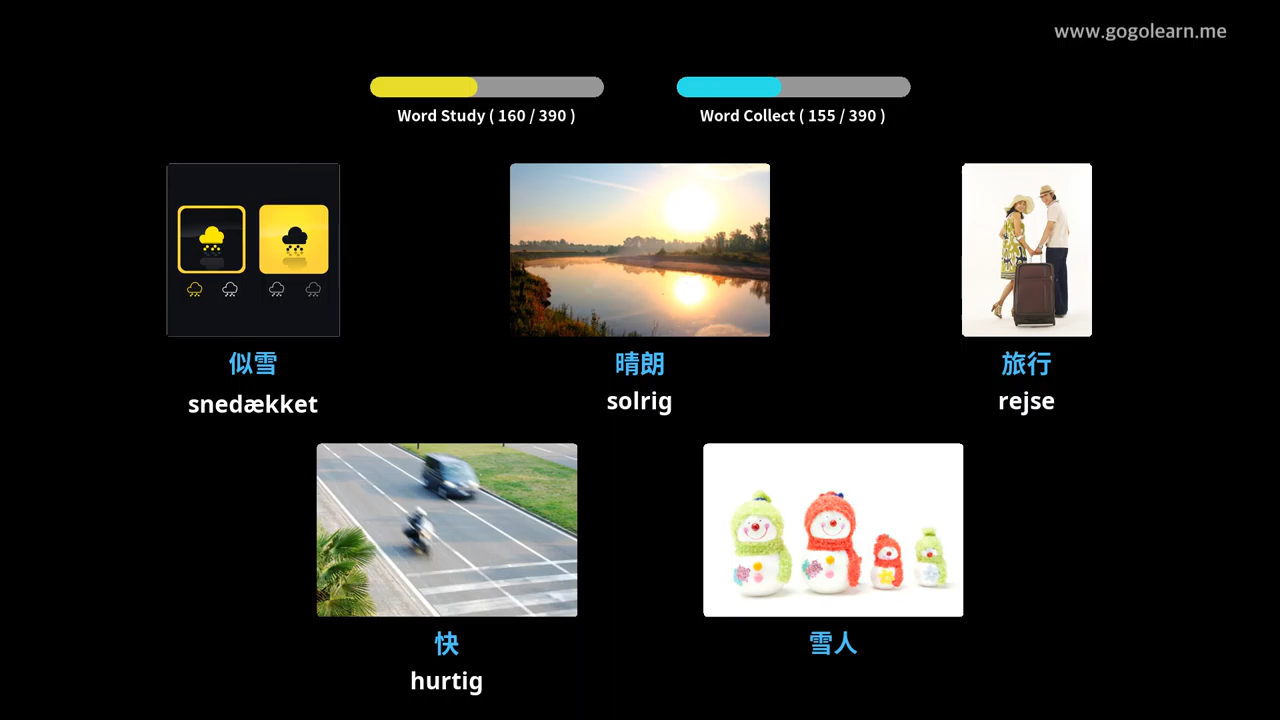 www.gogolearn.me
Word Study ( 160 / 390 )
Word Collect ( 155 / 390 )
似雪
snedækket
晴朗
solrig
旅行
rejse
快
hurtig
雪人